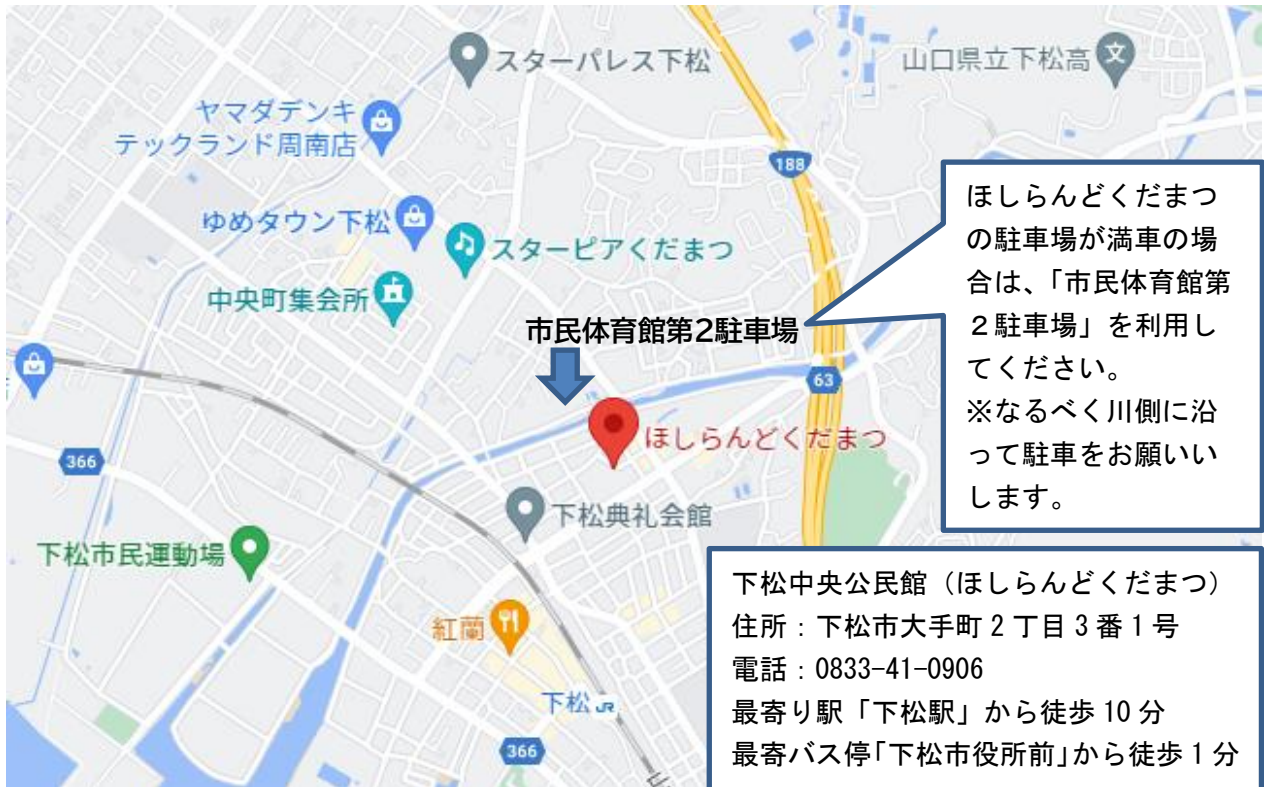 スターパレス下松
山口県立下松高
ヤマダデンキ
テックランド周南店
188
ほしらんどくだまつ
の駐車場が満車の場
合は、「市民体育館第
２駐車場」を利用し
てください。
※なるべく川側に沿
って駐車をお願いい
します。
ゆめタウン下松
スターピアくだまつ
中央町集会所
市民体育館第2駐車場
63
ほしらんどくだまつ
366
下松典礼会館
下松市民運動場
紅蘭
下松 JR
366
下松中央公民館（ほしらんどくだまつ）
住所：下松市大手町２丁目３番１号
電話：0833-41-0906
最寄り駅「下松駅」から徒歩 10 分
最寄バス停「下松市役所前」から徒歩１分